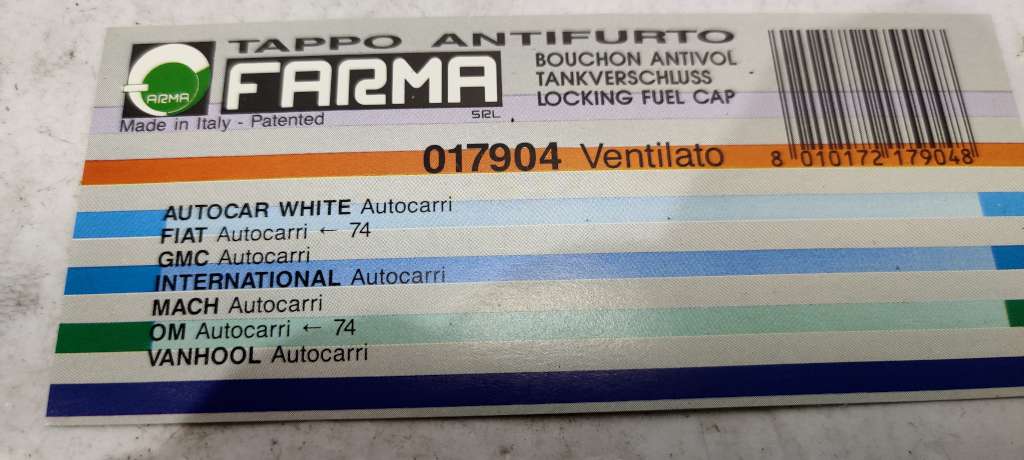 TAPPO ANTIFURTO
ARMA
FARMA
SRL
BOUCHON ANTIVOL
TANKVERSCHLUSS
LOCKING FUEL CAP
Made in Italy - Patented
017904 Ventilato
8 010172 179048
AUTOCAR WHITE Autocarri
FIAT Autocarri ← 74
GMC Autocarri
INTERNATIONAL Autocarri
MACH Autocarri
OM Autocarri ← 74
VANHOOL Autocarri